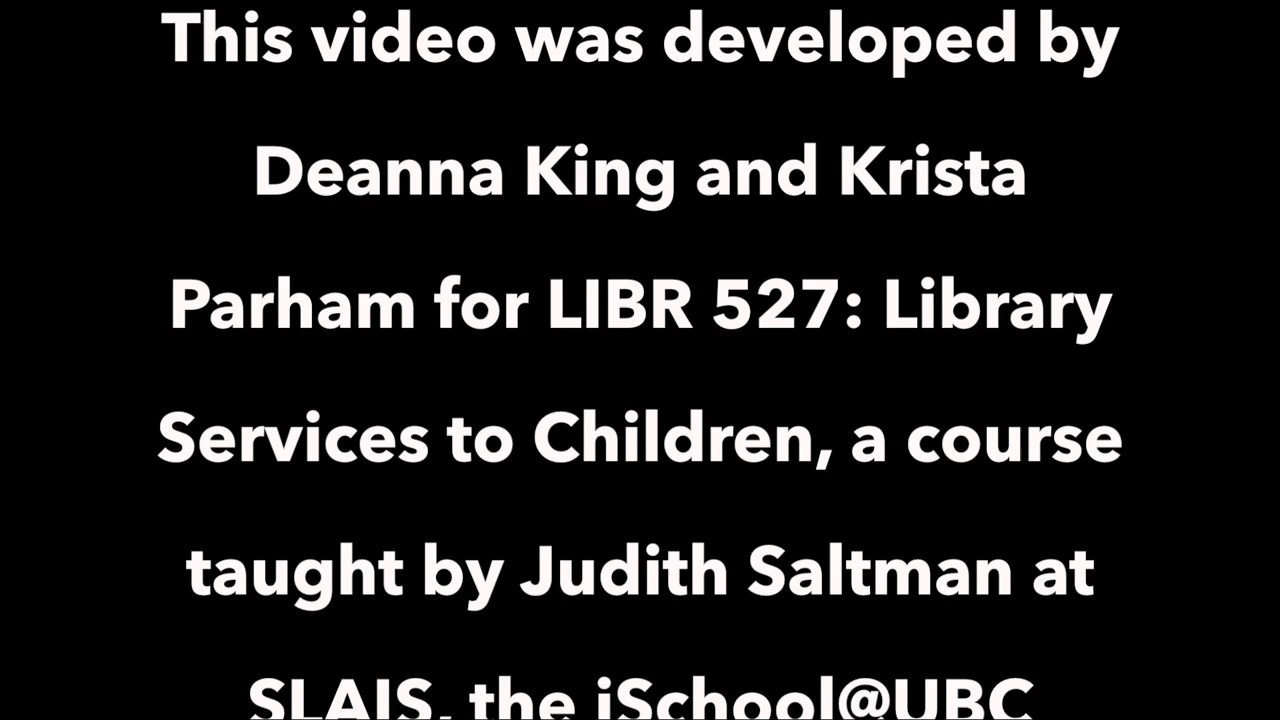 This video was developed by
Deanna King and Krista
Parham for LIBR 527: Library
Services to Children, a course
taught by Judith Saltman at
SLAIS, the iSchool@UBC